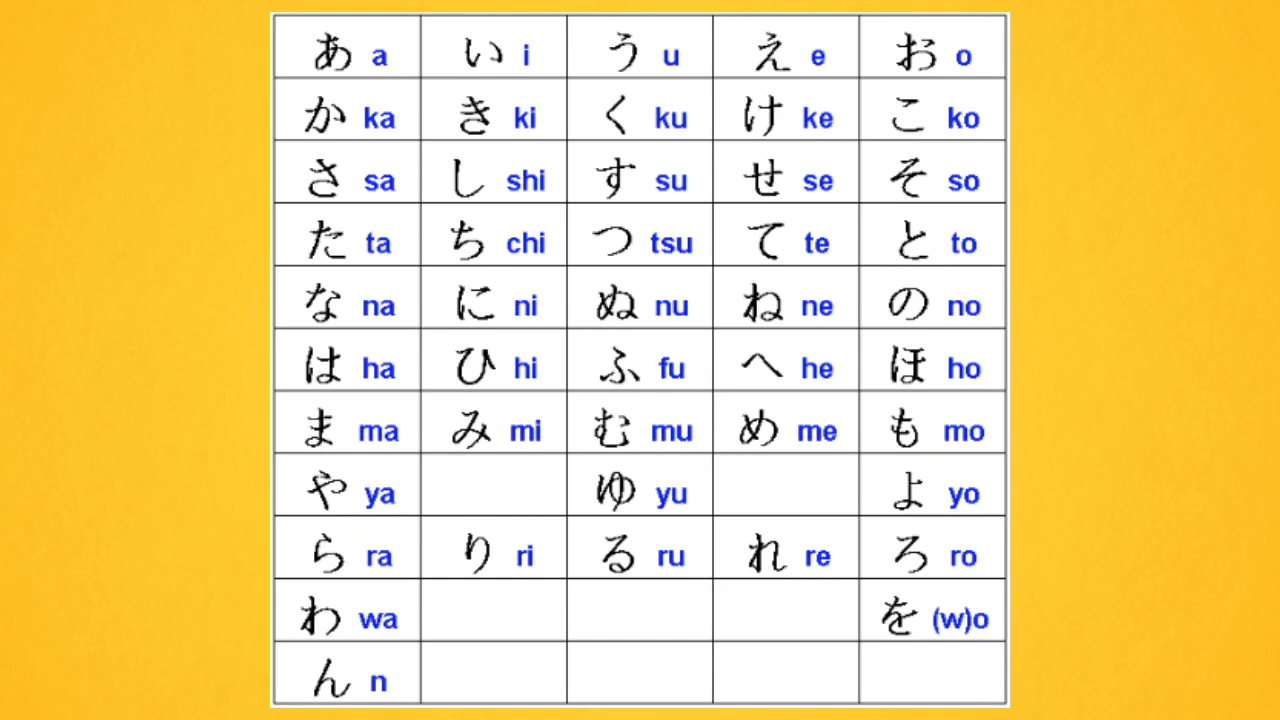 あ a い i う u え e お o
か ka き ki く ku け ke こ ko
さ sa し shi す su せ se そ so
た ta ち chi つ tsu て te と to
な na に ni ぬ nu ね ne の no
は ha ひ hi ふ fu へ he ほ ho
ま ma み mi む mu め me も mo
や ya ゆ yu よ yo
ら ra り ri る ru れ re ろ ro
わ wa を (w)o
ん n